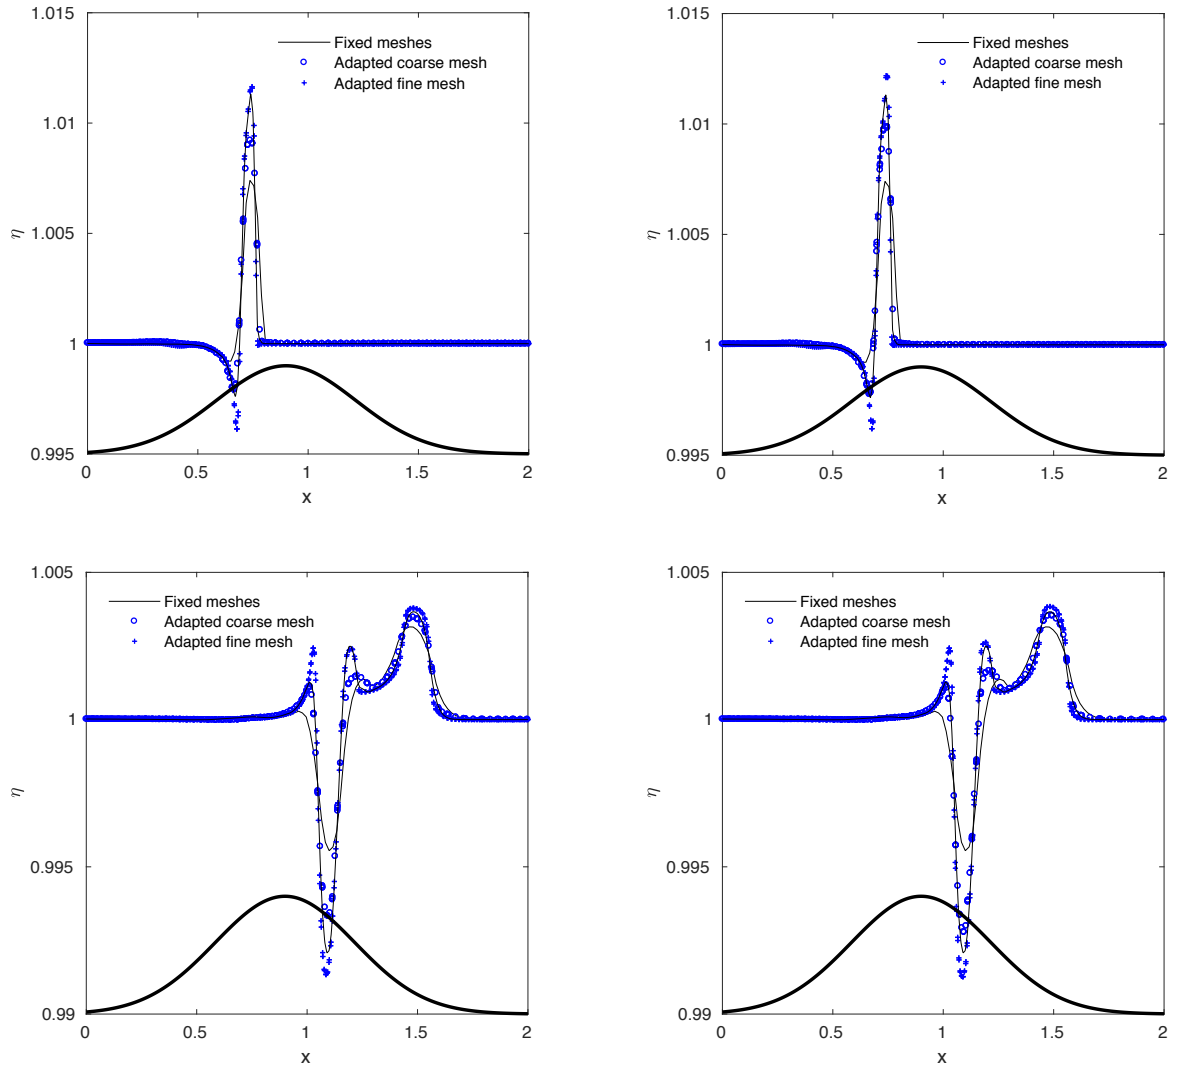 1.015
Fixed meshes
Adapted coarse mesh
Adapted fine mesh
1.01
η
1.005
1
0.995
0 0.5 1 1.5 2
x
1.015
Fixed meshes
Adapted coarse mesh
Adapted fine mesh
1.01
η
1.005
1
0.995
0 0.5 1 1.5 2
x
1.005
Fixed meshes
Adapted coarse mesh
Adapted fine mesh
1
η
0.995
0.99
0 0.5 1 1.5 2
x
1.005
Fixed meshes
Adapted coarse mesh
Adapted fine mesh
1
η
0.995
0.99
0 0.5 1 1.5 2
x